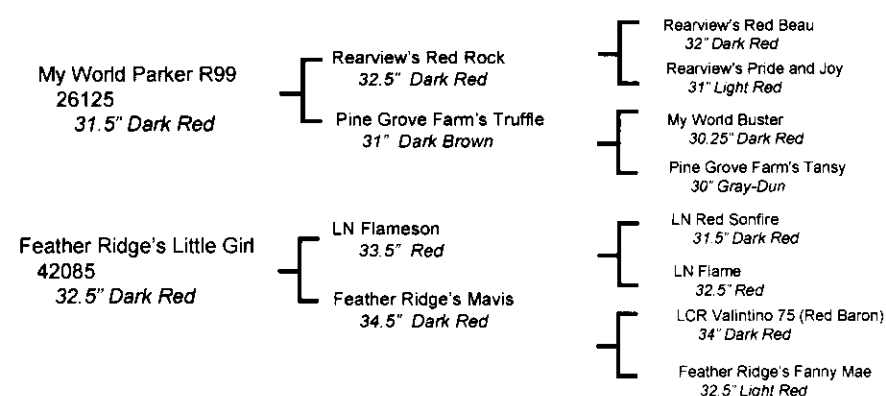 My World Parker R99
26125
31.5" Dark Red
Rearview's Red Rock
32.5" Dark Red
Pine Grove Farm's Truffle
31" Dark Brown
Rearview's Red Beau
32" Dark Red
Rearview's Pride and Joy
31" Light Red
My World Buster
30.25" Dark Red
Pine Grove Farm's Tansy
30" Gray-Dun
Feather Ridge's Little Girl
42085
32.5" Dark Red
LN Flameson
33.5" Red
Feather Ridge's Mavis
34.5" Dark Red
LN Red Sonfire
31.5" Dark Red
LN Flame
32.5" Red
LCR Valintino 75 (Red Baron)
34" Dark Red
Feather Ridge's Fanny Mae
32.5" Light Red